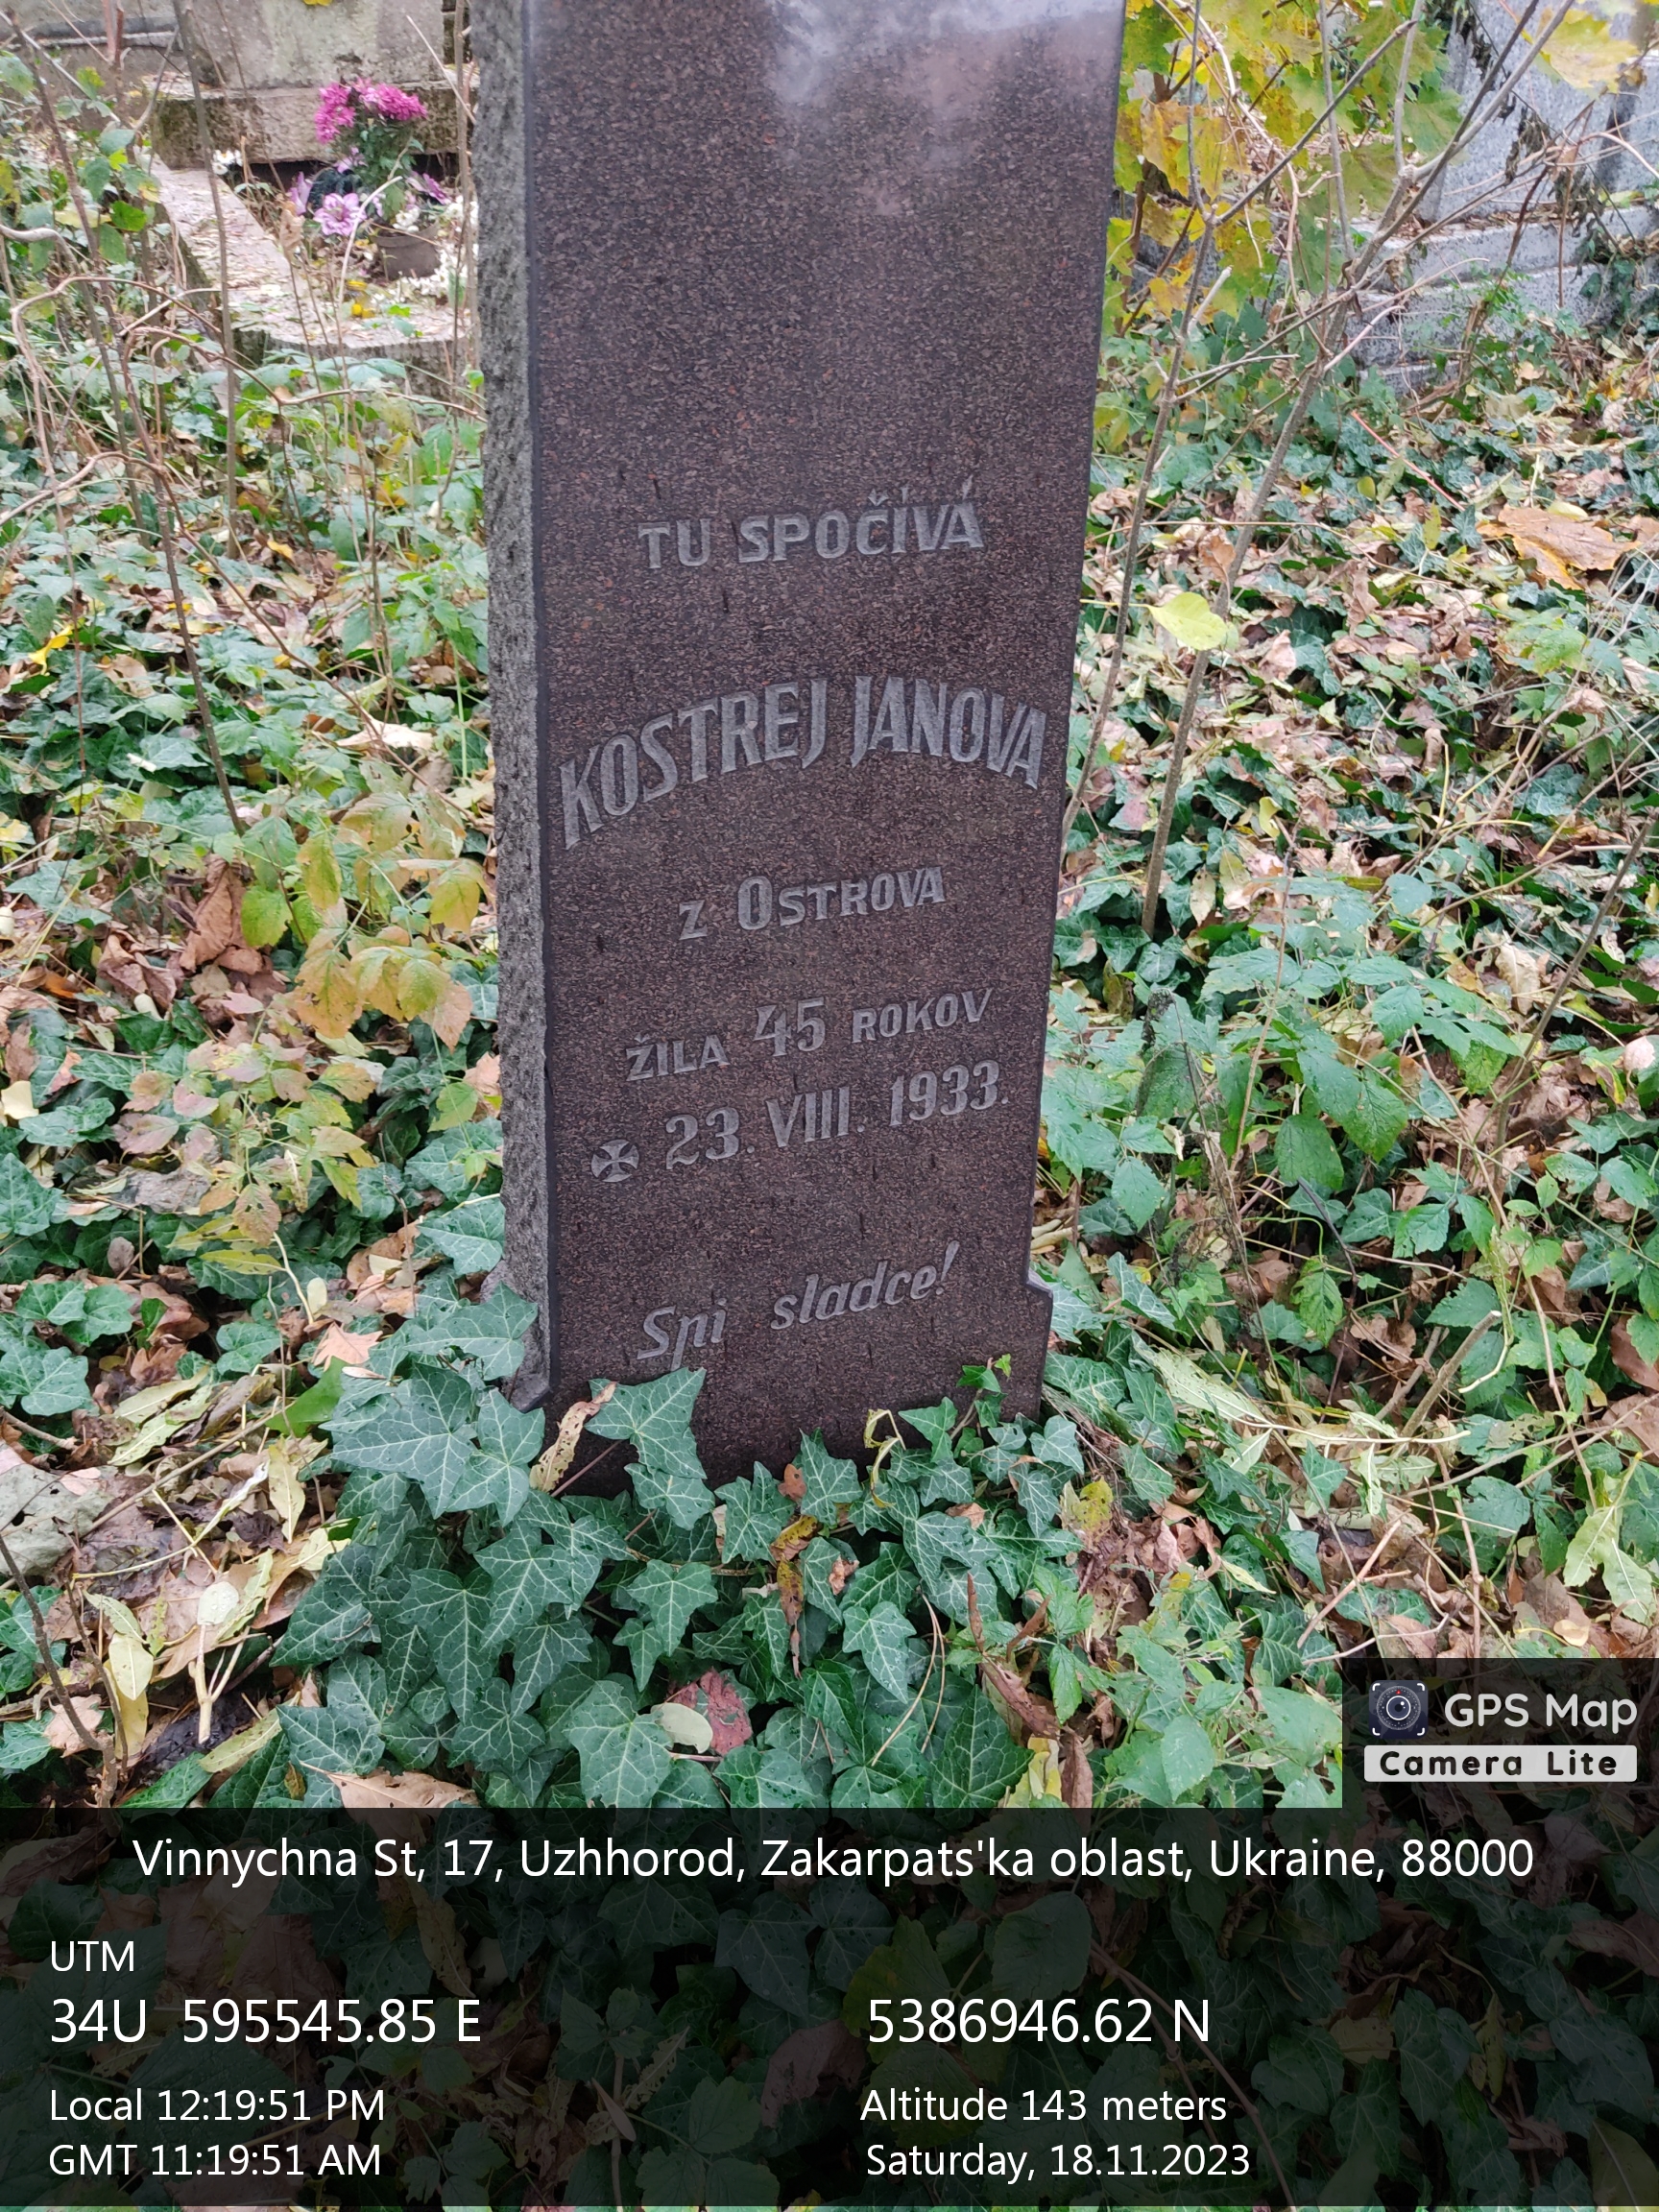 TU SPOČÍVÁ
KOSTREJ JANOVA
Z OSTROVA
ŽILA 45 ROKOV
✠ 23. VIII. 1933.
Spi sladce!
GPS Map
Camera Lite
Vinnychna St, 17, Uzhhorod, Zakarpats'ka oblast, Ukraine, 88000
UTM
34U 595545.85 E 5386946.62 N
Local 12:19:51 PM Altitude 143 meters
GMT 11:19:51 AM Saturday, 18.11.2023